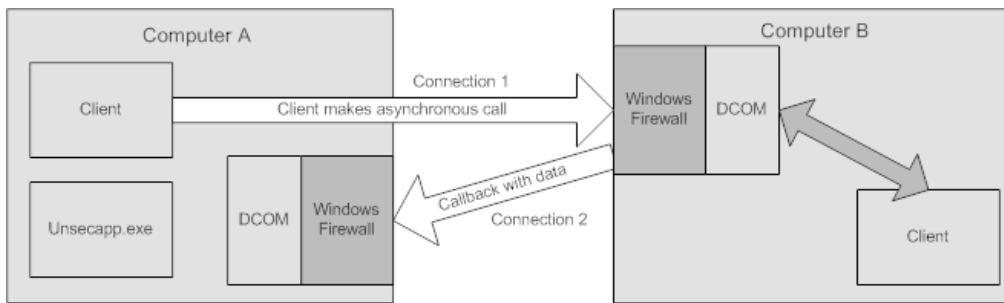 Computer A
Computer B
Connection 1
Client
Client makes asynchronous call
Windows
Firewall
DCOM
Callback with data
Connection 2
Unsecapp.exe
DCOM
Windows
Firewall
Client